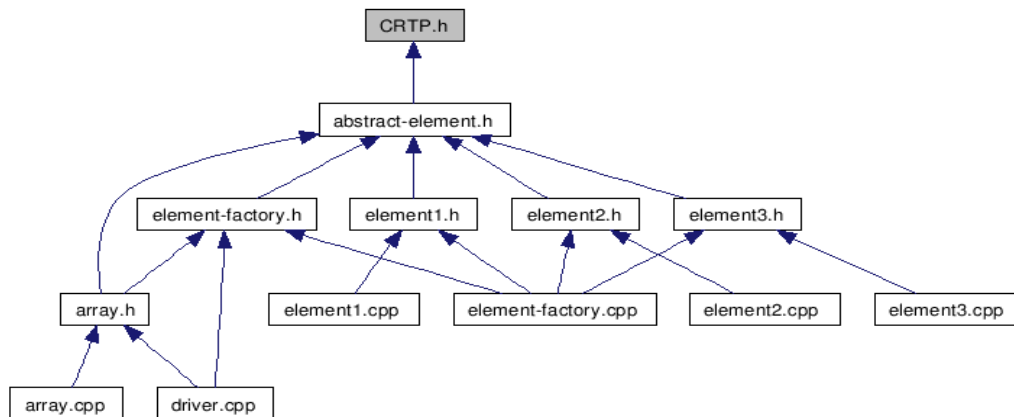 CRTP.h
abstract-element.h
element-factory.h
element1.h
element2.h
element3.h
array.h
element1.cpp
element-factory.cpp
element2.cpp
element3.cpp
array.cpp
driver.cpp